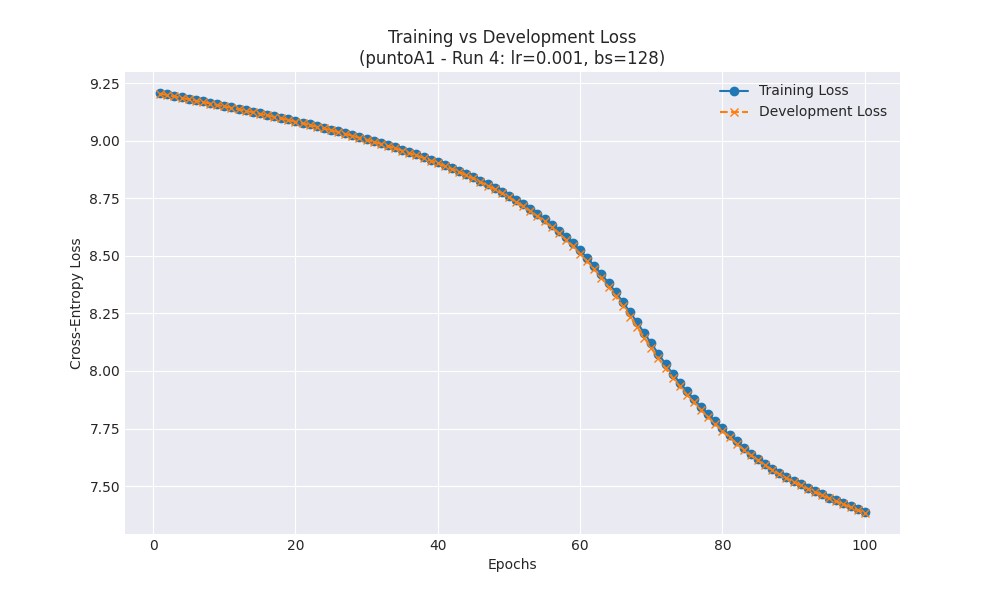 Training vs Development Loss
(puntoA1 - Run 4: lr=0.001, bs=128)
Training Loss
Development Loss
Cross-Entropy Loss
9.25
9.00
8.75
8.50
8.25
8.00
7.75
7.50
0 20 40 60 80 100
Epochs